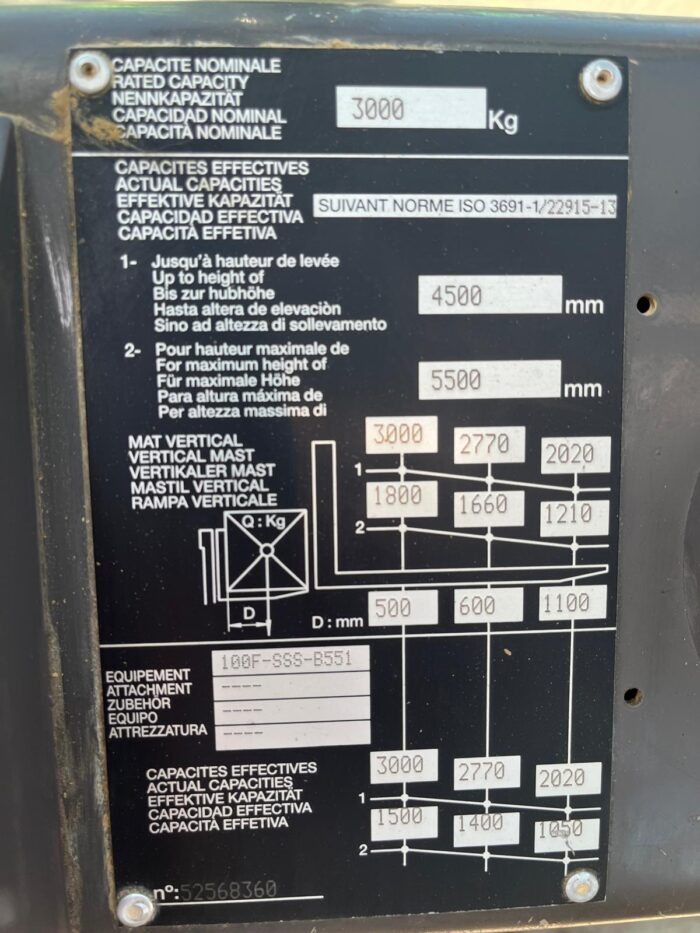 CAPACITE NOMINALE
RATED CAPACITY
NENNKAPAZITÄT
CAPACIDAD NOMINAL
CAPACITÀ NOMINALE
3000 Kg
CAPACITES EFFECTIVES
ACTUAL CAPACITIES
EFFEKTIVE KAPAZITÄT
CAPACIDAD EFFECTIVA
CAPACITÀ EFFETIVA
SUIVANT NORME ISO 3691-1/22915-13
1- Jusqu'à hauteur de levée
Up to height of
Bis zur hubhöhe
Hasta altera de elevaciòn
Sino ad altezza di sollevamento
4500 mm
2- Pour hauteur maximale de
For maximum height of
Für maximale Höhe
Para altura máxima de
Per altezza massima di
5500 mm
MAT VERTICAL
VERTICAL MAST
VERTIKALER MAST
MASTIL VERTICAL
RAMPA VERTICALE
3000 2770 2020
1
1800 1660 1210
2
Q : Kg
D
D : mm 500 600 1100
EQUIPEMENT
ATTACHMENT
ZUBEHÖR
EQUIPO
ATTREZZATURA
100F-SSS-B551
----
----
----
CAPACITES EFFECTIVES
ACTUAL CAPACITIES
EFFEKTIVE KAPAZITÄT
CAPACIDAD EFFECTIVA
CAPACITÀ EFFETIVA
3000 2770 2020
1
1500 1400 1050
2
n°: 52568360